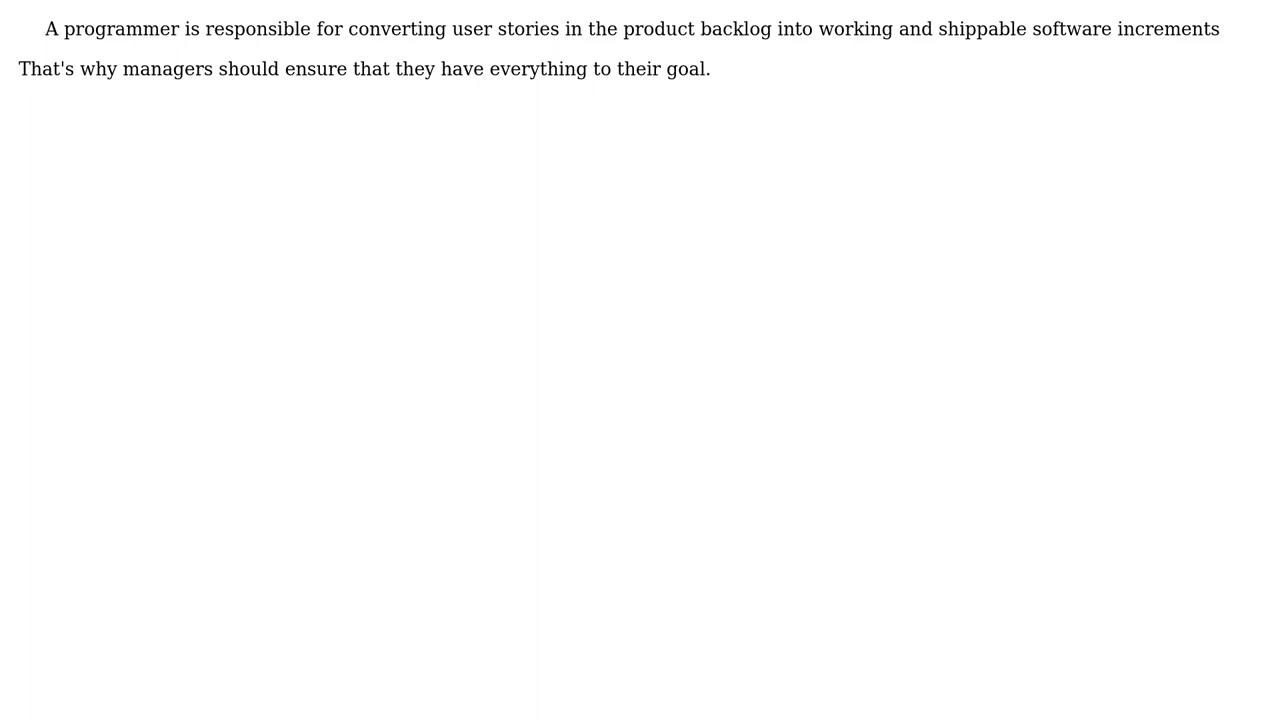 A programmer is responsible for converting user stories in the product backlog into working and shippable software increments
That's why managers should ensure that they have everything to their goal.